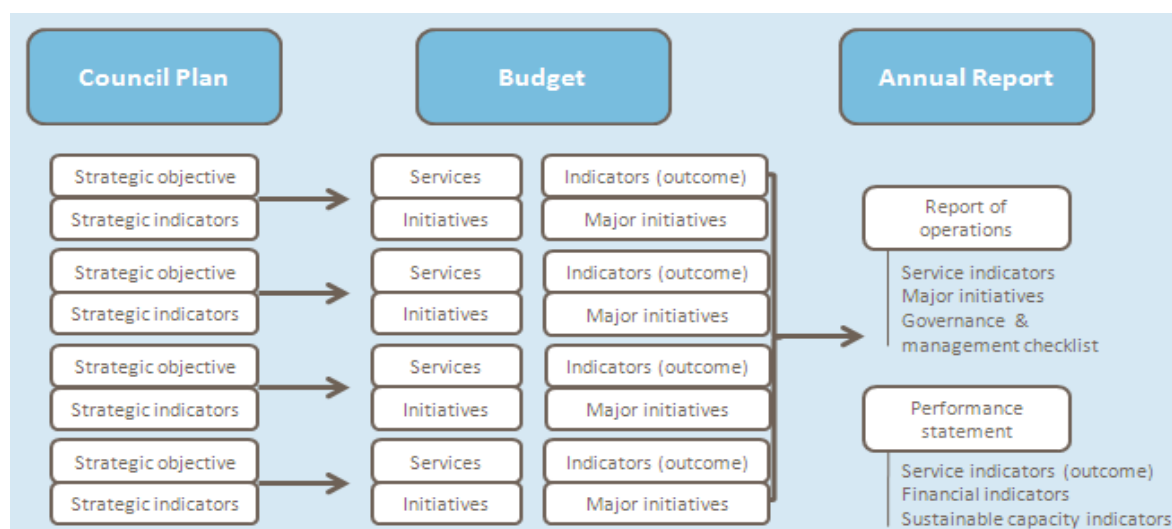 Council Plan
Budget
Annual Report
Strategic objective
Strategic indicators
Services
Initiatives
Indicators (outcome)
Major initiatives
Strategic objective
Strategic indicators
Services
Initiatives
Indicators (outcome)
Major initiatives
Strategic objective
Strategic indicators
Services
Initiatives
Indicators (outcome)
Major initiatives
Strategic objective
Strategic indicators
Services
Initiatives
Indicators (outcome)
Major initiatives
Report of
operations
Service indicators
Major initiatives
Governance &
management checklist
Performance
statement
Service indicators (outcome)
Financial indicators
Sustainable capacity indicators